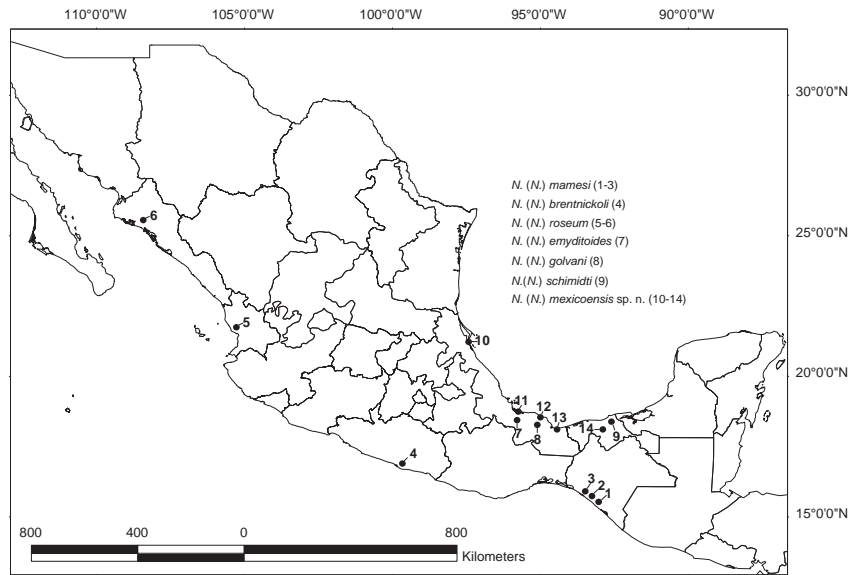 110°0'0"W 105°0'0"W 100°0'0"W 95°0'0"W 90°0'0"W
30°0'0"N
N. (N.) mamesi (1-3)
N. (N.) brentnickoli (4)
N. (N.) roseum (5-6)
N. (N.) emyditoides (7)
N. (N.) golvani (8)
N.(N.) schimidti (9)
N. (N.) mexicoensis sp. n. (10-14)
6
25°0'0"N
5
10
20°0'0"N
11 12 13
7 8 14 9
4
3 2 1
15°0'0"N
800 400 0 800
Kilometers